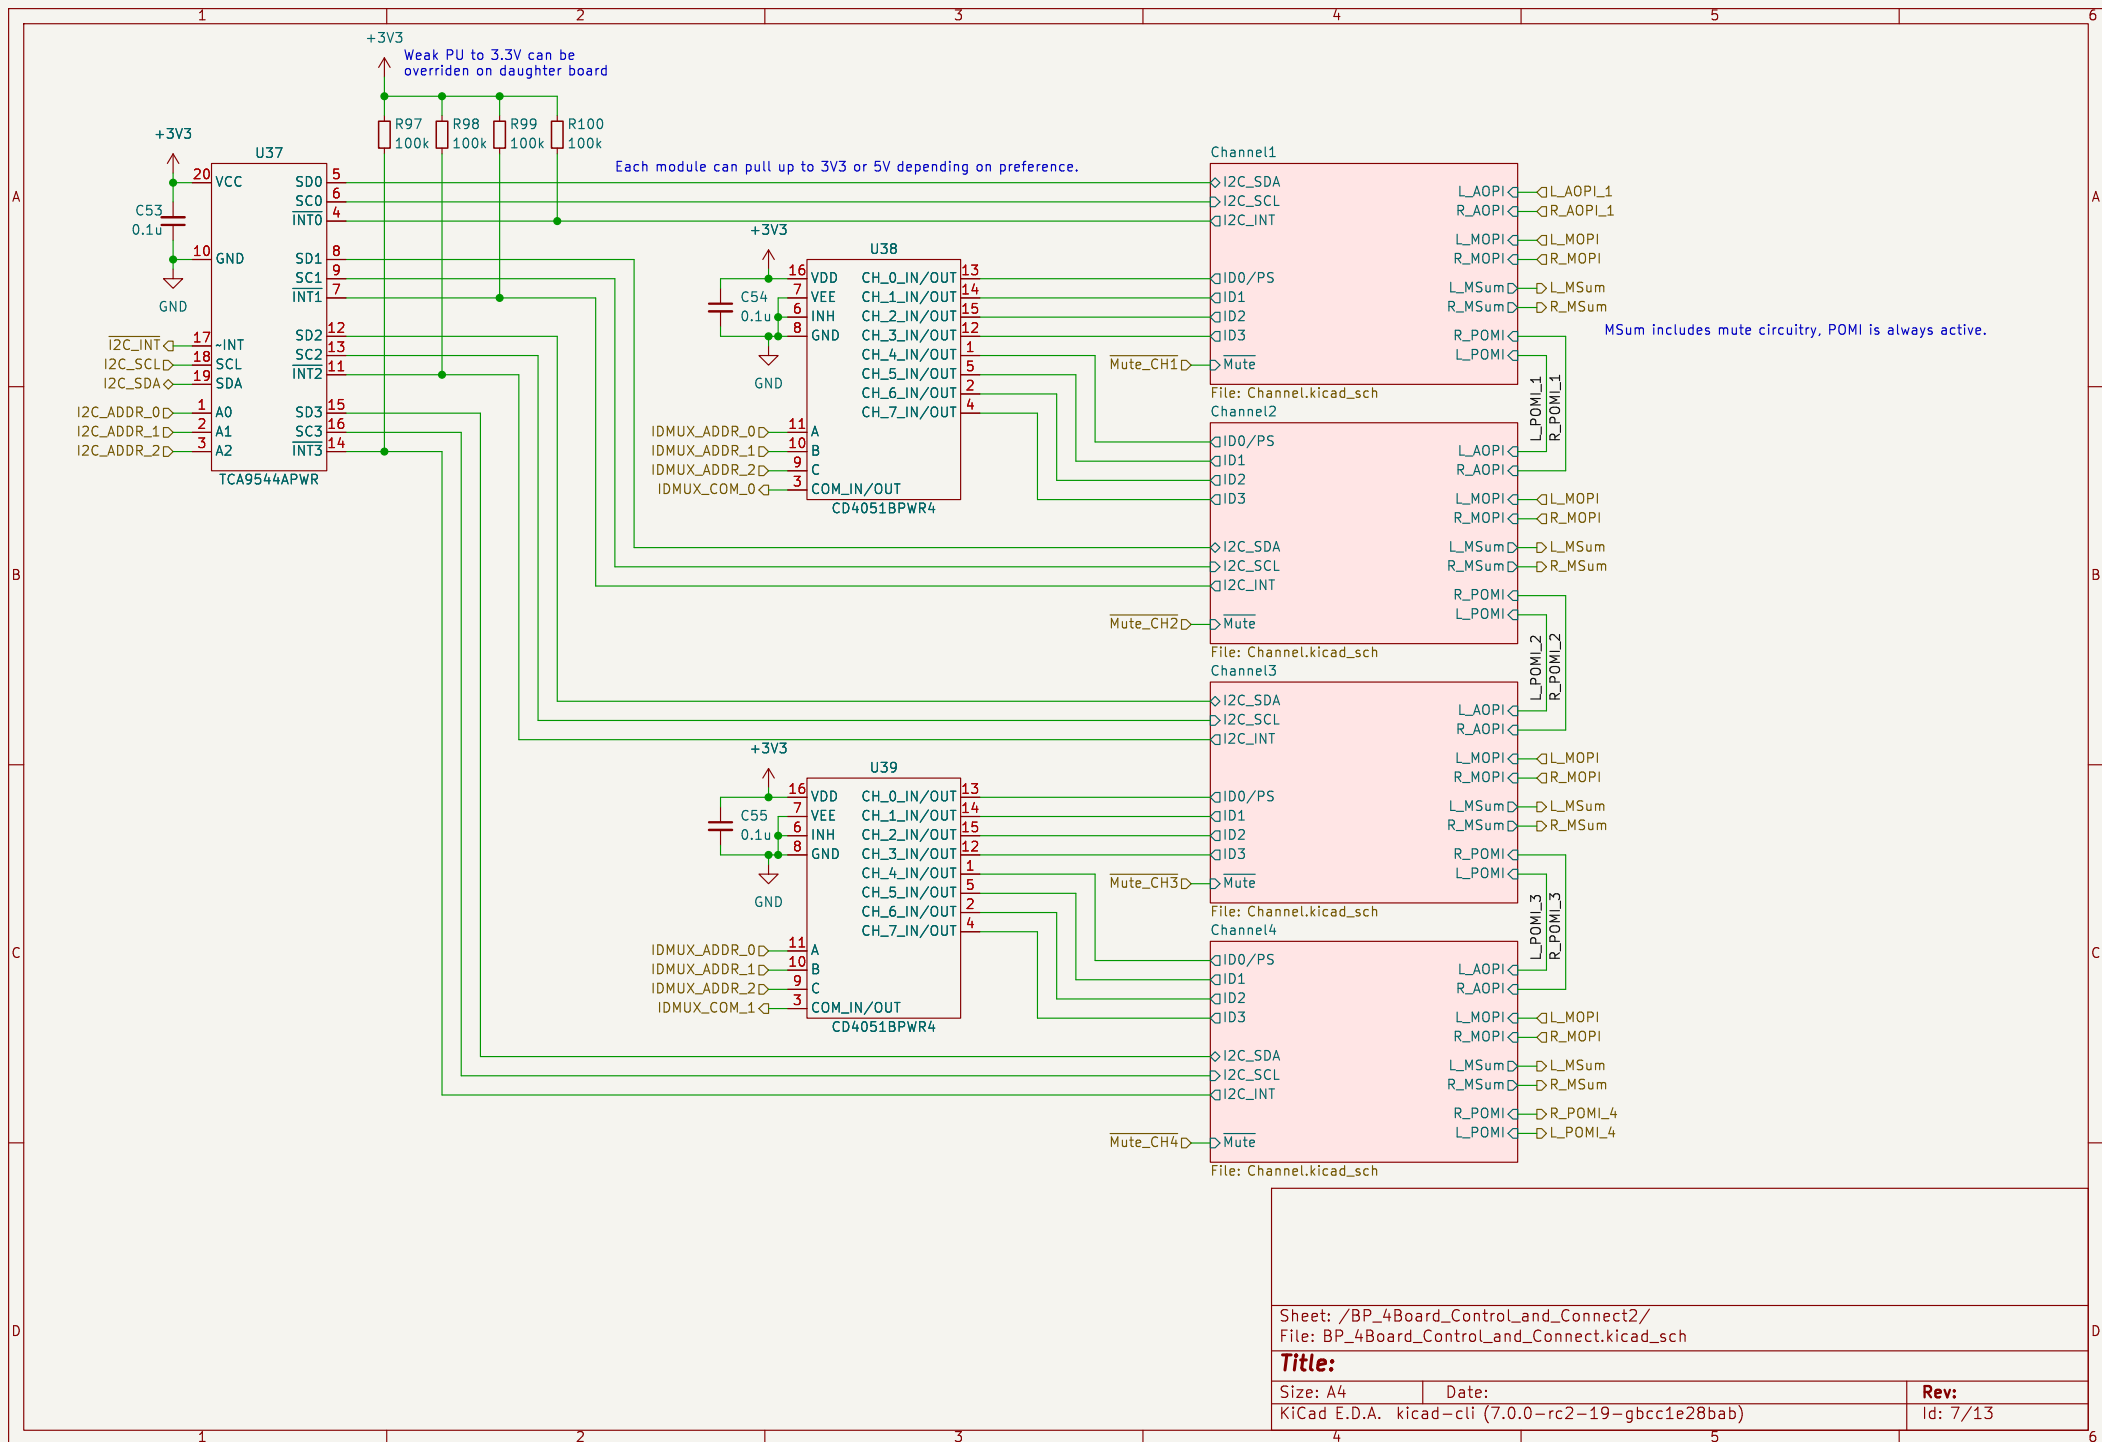 1 2 3 4 5 6
A
B
C
D
+3V3
Weak PU to 3.3V can be
overriden on daughter board
R97
100k
R98
100k
R99
100k
R100
100k
Each module can pull up to 3V3 or 5V depending on preference.
+3V3
C53
0.1u
GND
U37
20 VCC
10 GND
I2C_INT 17 ~INT
I2C_SCL 18 SCL
I2C_SDA 19 SDA
I2C_ADDR_0 1 A0
I2C_ADDR_1 2 A1
I2C_ADDR_2 3 A2
SD0 5
SC0 6
INT0 4
SD1 8
SC1 9
INT1 7
SD2 12
SC2 13
INT2 11
SD3 15
SC3 16
INT3 14
TCA9544APWR
+3V3
C54
0.1u
GND
U38
16 VDD
7 VEE
6 INH
8 GND
IDMUX_ADDR_0 11 A
IDMUX_ADDR_1 10 B
IDMUX_ADDR_2 9 C
IDMUX_COM_0 3 COM_IN/OUT
CH_0_IN/OUT 13
CH_1_IN/OUT 14
CH_2_IN/OUT 15
CH_3_IN/OUT 12
CH_4_IN/OUT 1
CH_5_IN/OUT 5
CH_6_IN/OUT 2
CH_7_IN/OUT 4
CD4051BPWR4
+3V3
C55
0.1u
GND
U39
16 VDD
7 VEE
6 INH
8 GND
IDMUX_ADDR_0 11 A
IDMUX_ADDR_1 10 B
IDMUX_ADDR_2 9 C
IDMUX_COM_1 3 COM_IN/OUT
CH_0_IN/OUT 13
CH_1_IN/OUT 14
CH_2_IN/OUT 15
CH_3_IN/OUT 12
CH_4_IN/OUT 1
CH_5_IN/OUT 5
CH_6_IN/OUT 2
CH_7_IN/OUT 4
CD4051BPWR4
Channel1
I2C_SDA
I2C_SCL
I2C_INT
ID0/PS
ID1
ID2
ID3
Mute_CH1 Mute
L_AOPI L_AOPI_1
R_AOPI R_AOPI_1
L_MOPI L_MOPI
R_MOPI R_MOPI
L_MSum L_MSum
R_MSum R_MSum
R_POMI
L_POMI
File: Channel.kicad_sch
MSum includes mute circuitry, POMI is always active.
L_POMI_1
R_POMI_1
Channel2
ID0/PS
ID1
ID2
ID3
I2C_SDA
I2C_SCL
I2C_INT
Mute_CH2 Mute
L_AOPI
R_AOPI
L_MOPI L_MOPI
R_MOPI R_MOPI
L_MSum L_MSum
R_MSum R_MSum
R_POMI
L_POMI
File: Channel.kicad_sch
L_POMI_2
R_POMI_2
Channel3
I2C_SDA
I2C_SCL
I2C_INT
ID0/PS
ID1
ID2
ID3
Mute_CH3 Mute
L_AOPI
R_AOPI
L_MOPI L_MOPI
R_MOPI R_MOPI
L_MSum L_MSum
R_MSum R_MSum
R_POMI
L_POMI
File: Channel.kicad_sch
L_POMI_3
R_POMI_3
Channel4
ID0/PS
ID1
ID2
ID3
I2C_SDA
I2C_SCL
I2C_INT
Mute_CH4 Mute
L_AOPI
R_AOPI
L_MOPI L_MOPI
R_MOPI R_MOPI
L_MSum L_MSum
R_MSum R_MSum
R_POMI R_POMI_4
L_POMI L_POMI_4
File: Channel.kicad_sch
A
B
C
D
Sheet: /BP_4Board_Control_and_Connect2/
File: BP_4Board_Control_and_Connect.kicad_sch
Title:
Size: A4 Date: Rev:
KiCad E.D.A. kicad-cli (7.0.0-rc2-19-gbcc1e28bab) Id: 7/13
1 2 3 4 5 6